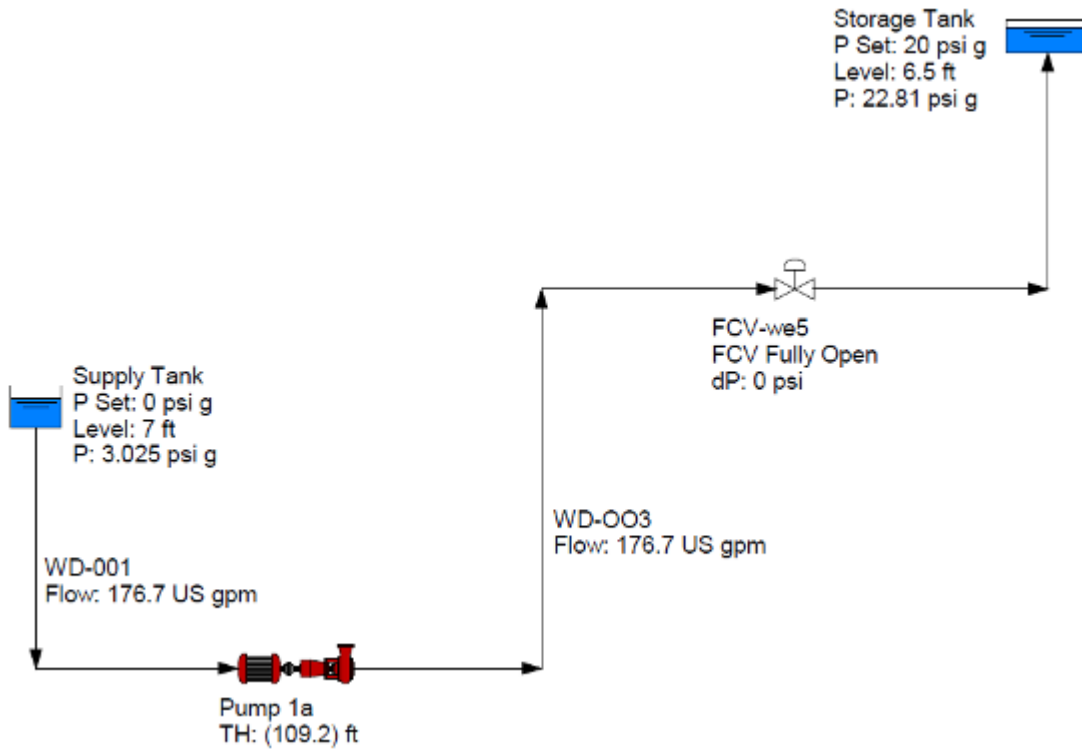 Storage Tank
P Set: 20 psi g
Level: 6.5 ft
P: 22.81 psi g
FCV-we5
FCV Fully Open
dP: 0 psi
Supply Tank
P Set: 0 psi g
Level: 7 ft
P: 3.025 psi g
WD-OO3
Flow: 176.7 US gpm
WD-001
Flow: 176.7 US gpm
Pump 1a
TH: (109.2) ft